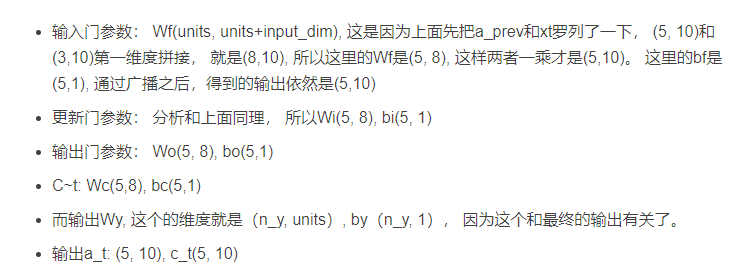 • 输入门参数： Wf(units, units+input_dim), 这是因为上面先把a_prev和xt罗列了一下， (5, 10)和
(3,10)第一维度拼接， 就是(8,10), 所以这里的Wf是(5, 8), 这样两者一乘才是(5,10)。 这里的bf是
(5,1), 通过广播之后，得到的输出依然是(5,10)
• 更新门参数： 分析和上面同理， 所以Wi(5, 8), bi(5, 1)
• 输出门参数： Wo(5, 8), bo(5,1)
• C~t: Wc(5,8), bc(5,1)
• 而输出Wy, 这个的维度就是（n_y, units）, by（n_y, 1）， 因为这个和最终的输出有关了。
• 输出a_t: (5, 10), c_t(5, 10)